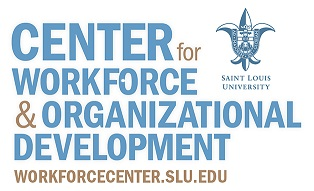 CENTER for
SAINT LOUIS
UNIVERSITY
WORKFORCE
& ORGANIZATIONAL
DEVELOPMENT
WORKFORCECENTER.SLU.EDU